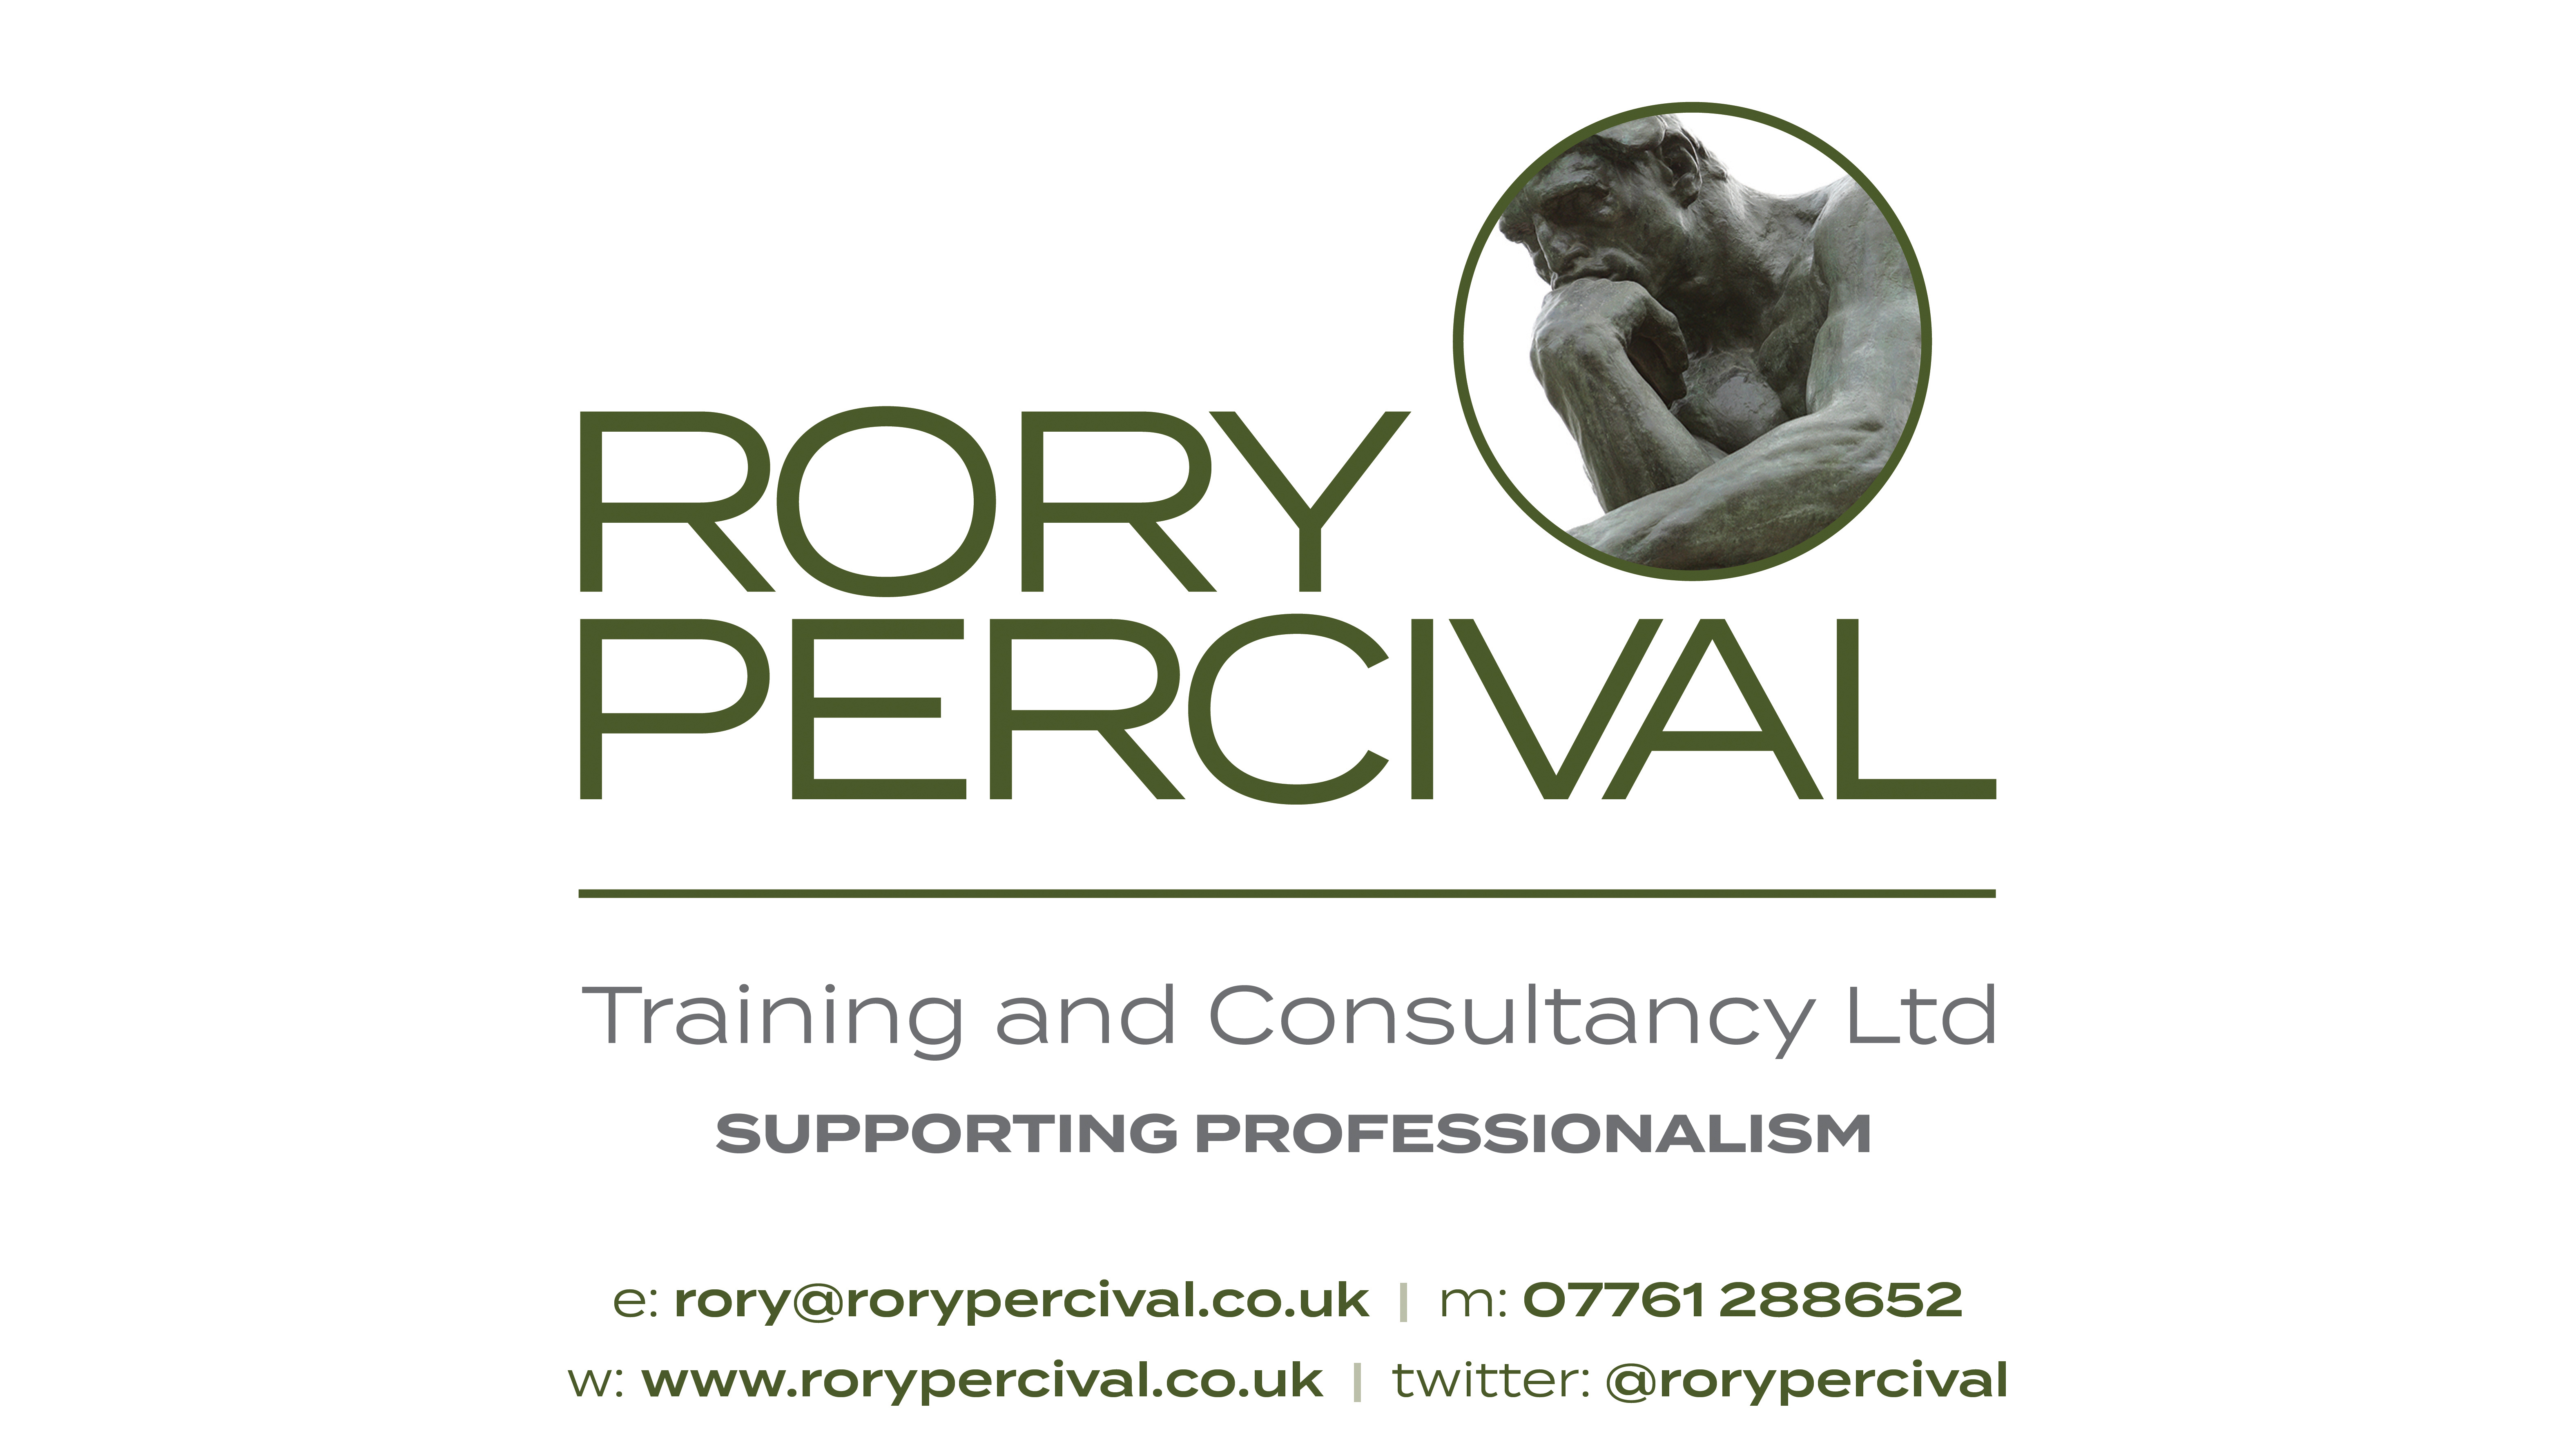 RORY
PERCIVAL
Training and Consultancy Ltd
SUPPORTING PROFESSIONALISM
e: rory@rorypercival.co.uk | m: 07761 288652
w: www.rorypercival.co.uk | twitter: @rorypercival